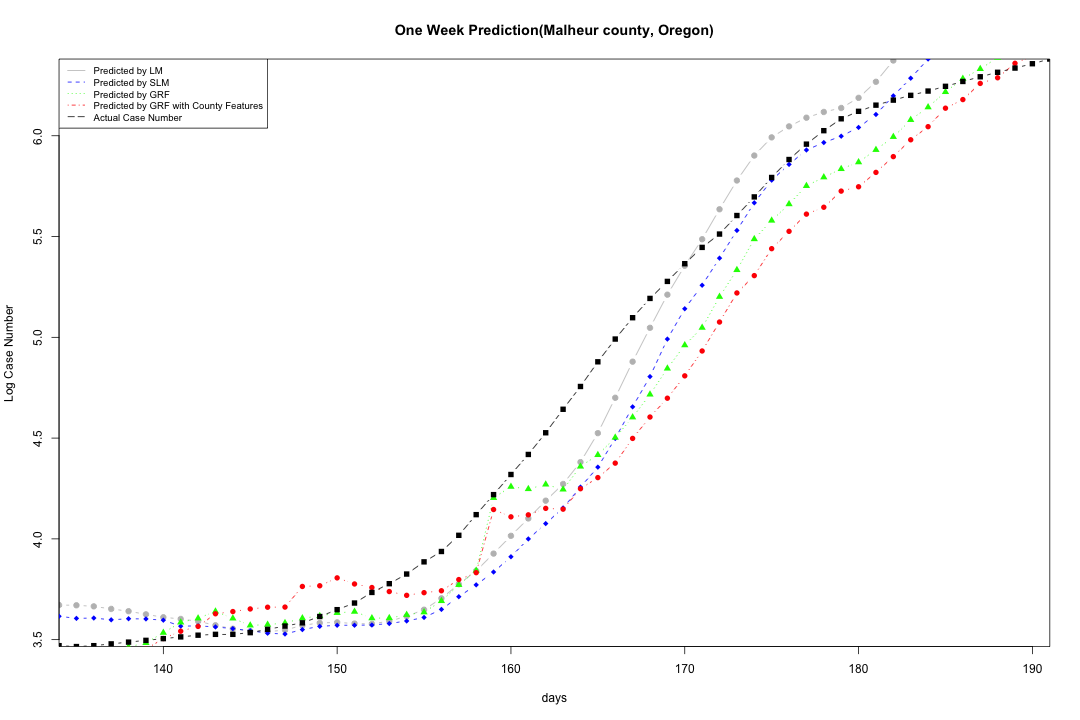 One Week Prediction(Malheur county, Oregon)
Predicted by LM
Predicted by SLM
Predicted by GRF
Predicted by GRF with County Features
Actual Case Number
Log Case Number
6.0
5.5
5.0
4.5
4.0
3.5
140 150 160 170 180 190
days